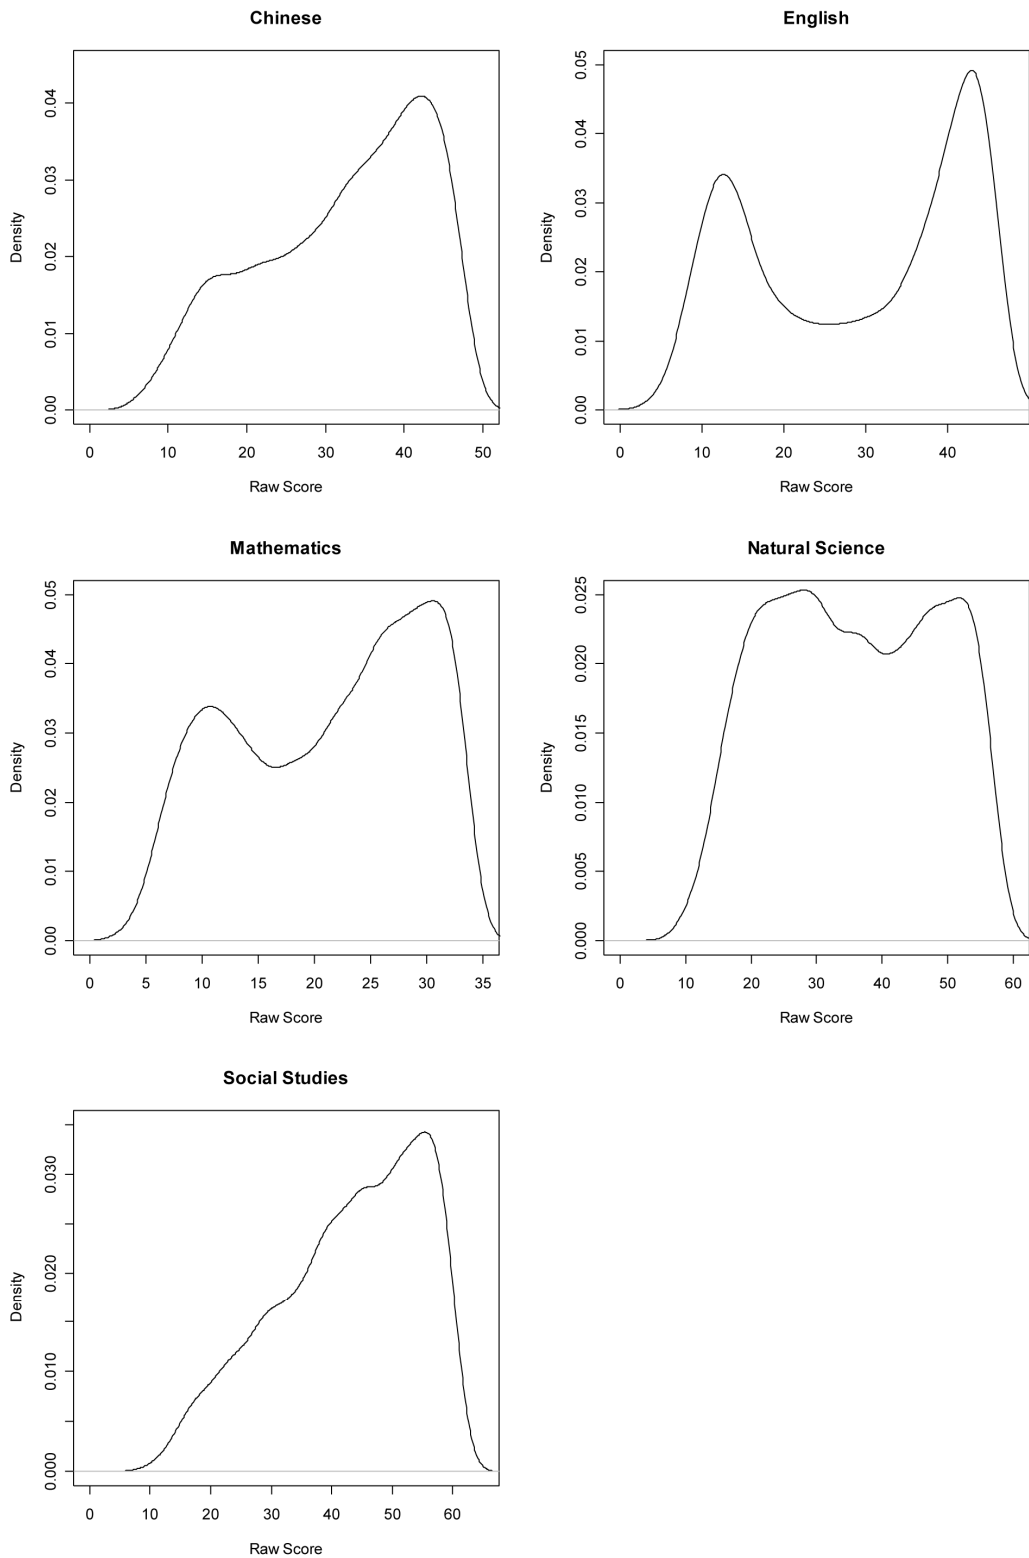 Chinese
Density
0.00 0.01 0.02 0.03 0.04
0 10 20 30 40 50
Raw Score
English
Density
0.00 0.01 0.02 0.03 0.04 0.05
0 10 20 30 40
Raw Score
Mathematics
Density
0.00 0.01 0.02 0.03 0.04 0.05
0 5 10 15 20 25 30 35
Raw Score
Natural Science
Density
0.000 0.005 0.010 0.015 0.020 0.025
0 10 20 30 40 50 60
Raw Score
Social Studies
Density
0.000 0.010 0.020 0.030
0 10 20 30 40 50 60
Raw Score